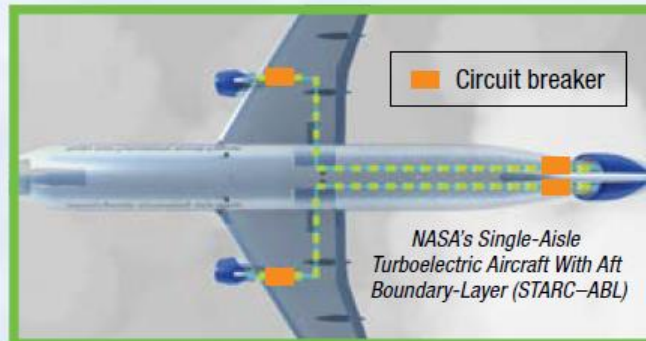 Circuit breaker
NASA's Single-Aisle
Turboelectric Aircraft With Aft
Boundary-Layer (STARC–ABL)